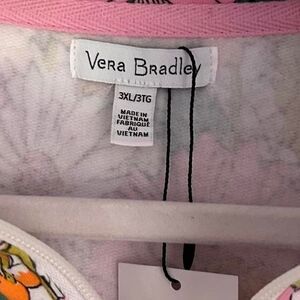 Vera Bradley
3XL/3TG
MADE IN
VIETNAM
FABRIQUÉ
AU
VIETNAM